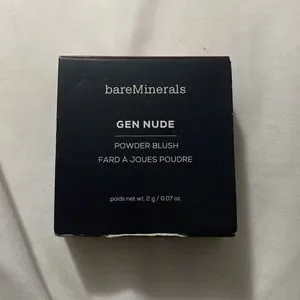 bareMinerals
GEN NUDE
POWDER BLUSH
FARD À JOUES POUDRE
poids net wt. 2 g / 0.07 oz.